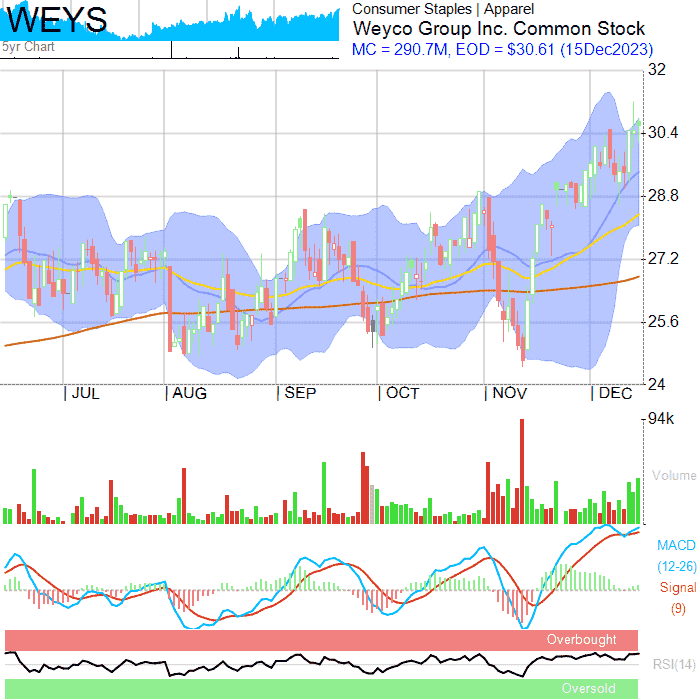 WEYS
5yr Chart
Consumer Staples | Apparel
Weyco Group Inc. Common Stock
MC = 290.7M, EOD = $30.61 (15Dec2023)
32
30.4
28.8
27.2
25.6
24
| JUL | AUG | SEP | OCT | NOV | DEC
94k
Volume
MACD
(12-26)
Signal
(9)
Overbought
RSI(14)
Oversold